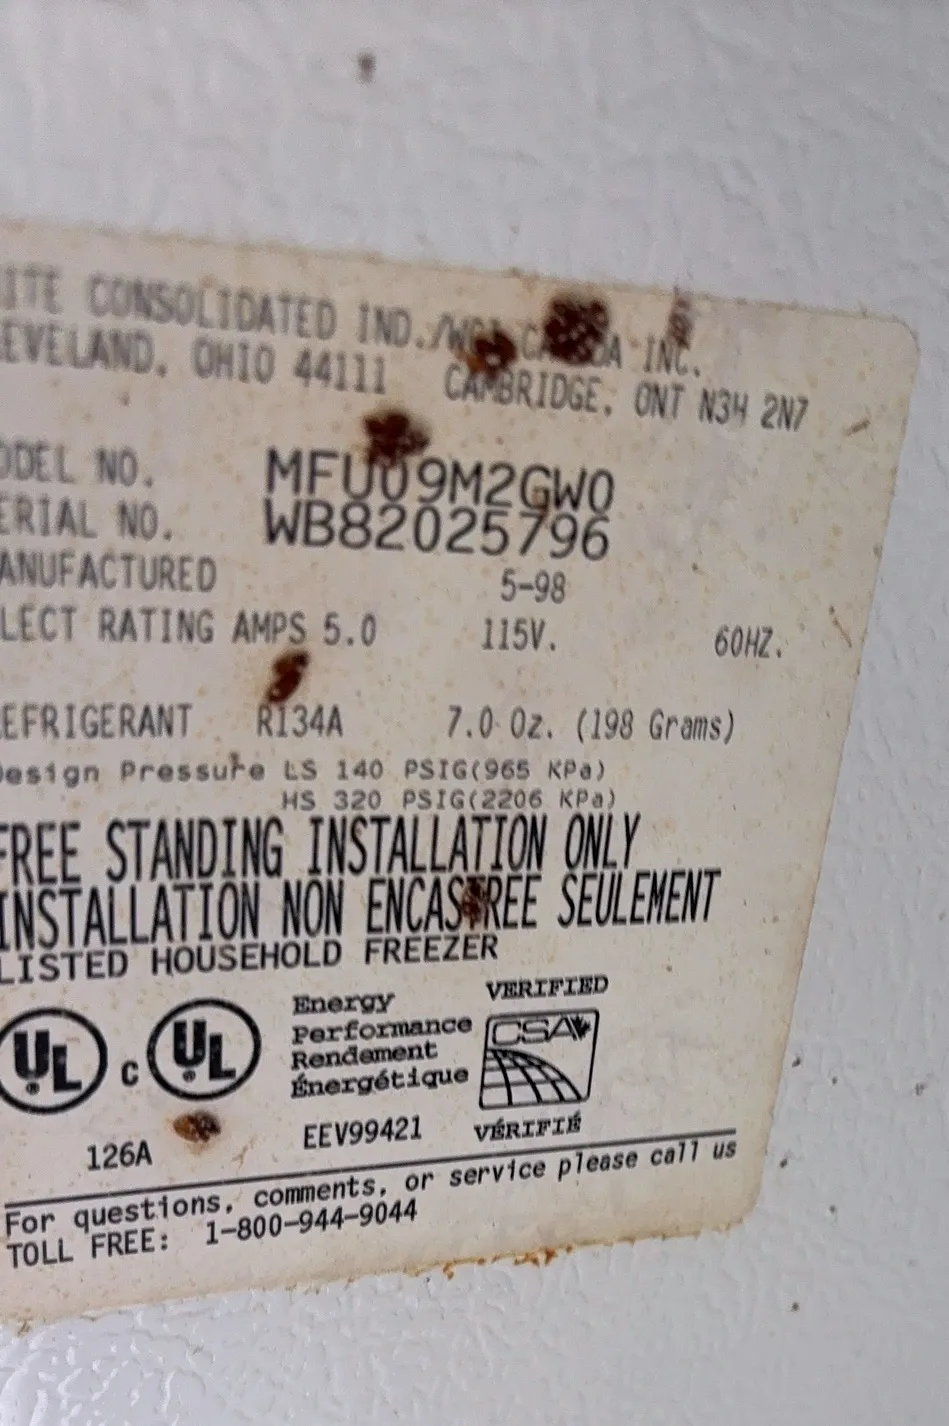 ITE CONSOLIDATED IND./WCI CANADA INC.
EVELAND, OHIO 44111 CAMBRIDGE, ONT N3H 2N7
ODEL NO. MFU09M2GW0
ERIAL NO. WB82025796
ANUFACTURED 5-98
LECT RATING AMPS 5.0 115V. 60HZ.
EFRIGERANT R134A 7.0 Oz. (198 Grams)
esign Pressure LS 140 PSIG(965 KPa)
HS 320 PSIG(2206 KPa)
FREE STANDING INSTALLATION ONLY
INSTALLATION NON ENCASTREE SEULEMENT
LISTED HOUSEHOLD FREEZER
UL ® c UL ®
Energy
Performance
Rendement
Énergétique
VERIFIED
CSA
VÉRIFIÉ
126A EEV99421
For questions, comments, or service please call us
TOLL FREE: 1-800-944-9044